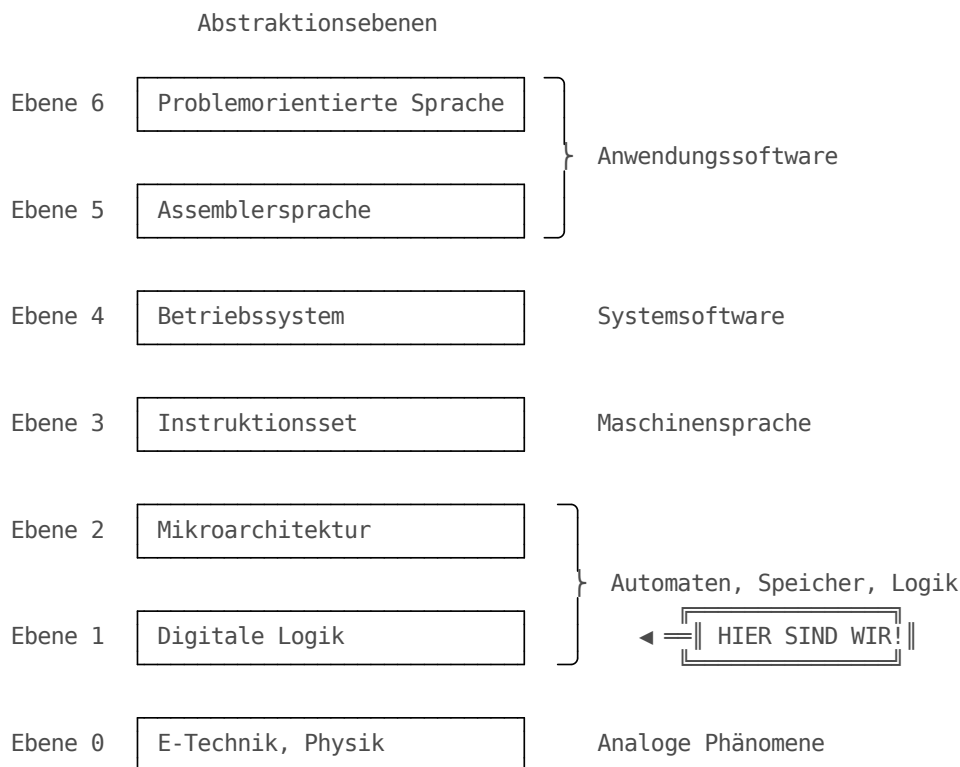 Abstraktionsebenen
Ebene 6 Problemorientierte Sprache
Anwendungssoftware
Ebene 5 Assemblersprache
Ebene 4 Betriebssystem Systemsoftware
Ebene 3 Instruktionsset Maschinensprache
Ebene 2 Mikroarchitektur
Automaten, Speicher, Logik
Ebene 1 Digitale Logik HIER SIND WIR!
Ebene 0 E-Technik, Physik Analoge Phänomene